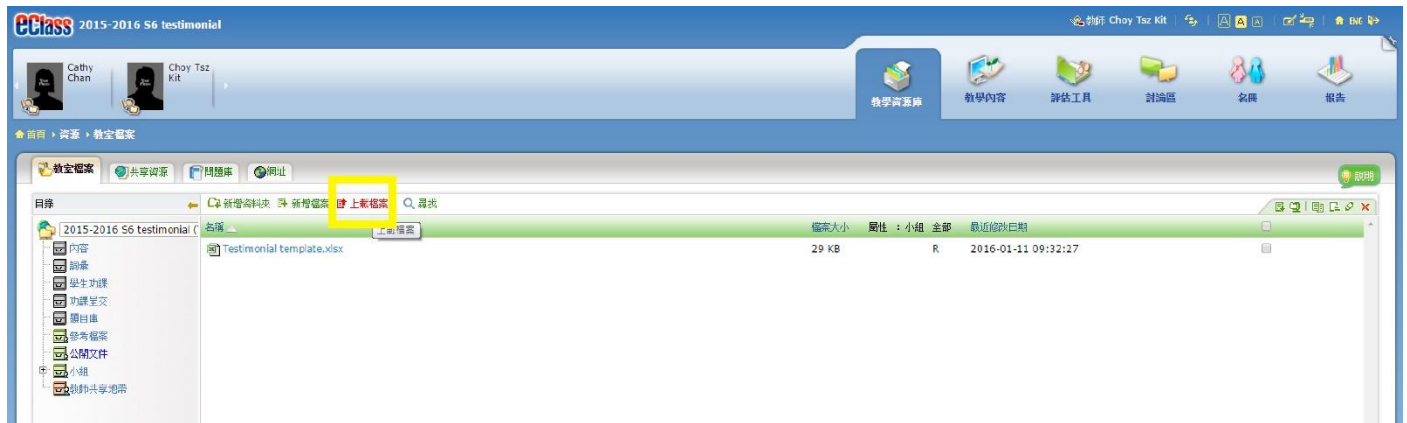 eClass 2015-2016 S6 testimonial
教師 Choy Tsz Kit A A A ENG
Cathy Chan
Choy Tsz Kit
教學資源庫 教學內容 評估工具 討論區 名冊 報告
首頁 資源 教室檔案
教室檔案 共享資源 問題庫 網址 說明
目錄 新增資料夾 新增檔案 上載檔案 尋找
2015-2016 S6 testimonial ( 名稱 上載檔案 檔案大小 屬性 : 小組 全部 最近修改日期
內容 Testimonial template.xlsx 29 KB R 2016-01-11 09:32:27
詞彙
學生功課
功課呈交
題目庫
參考檔案
公開文件
小組
教師共享地帶